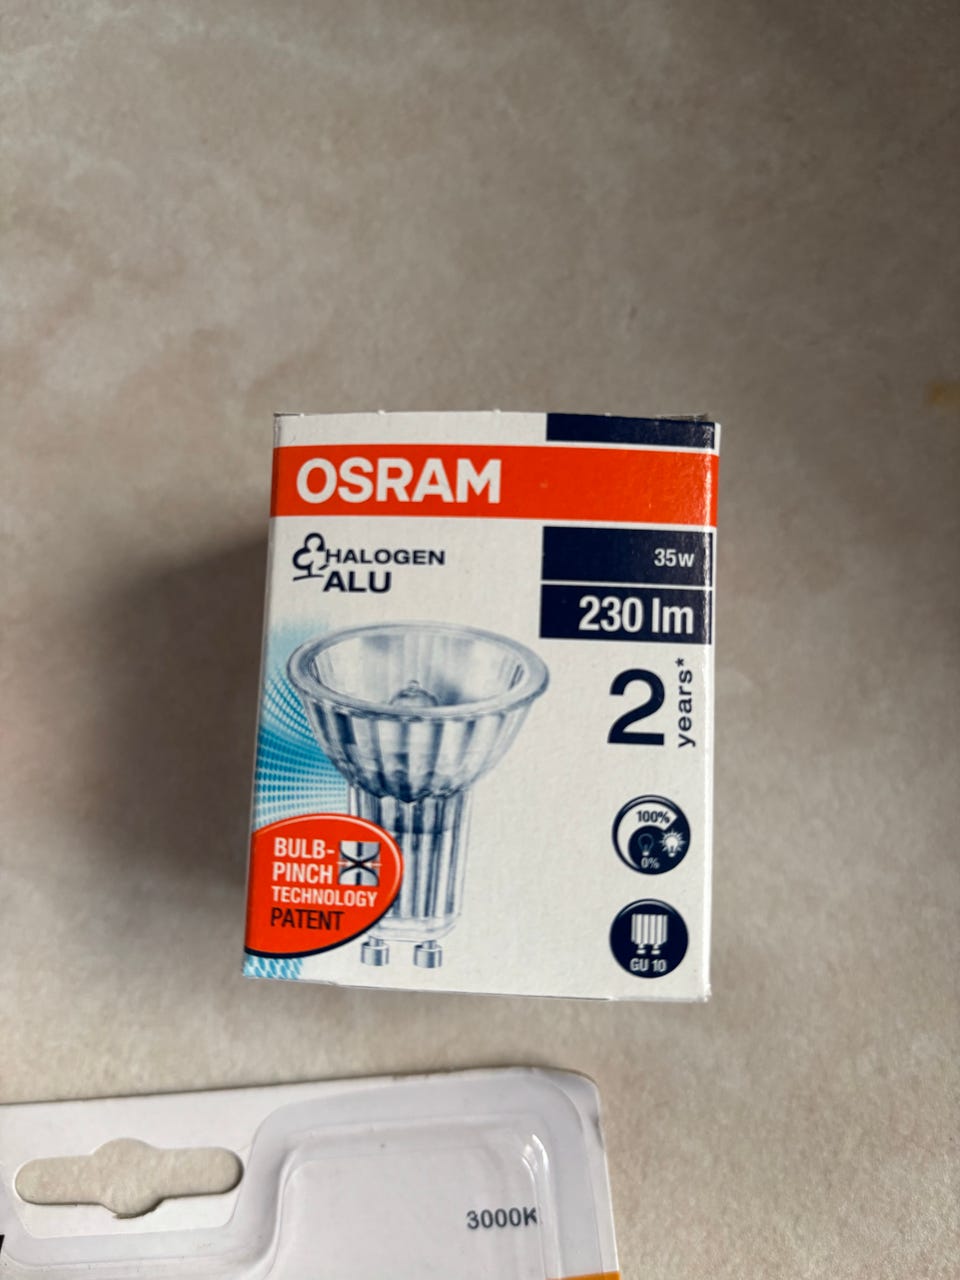 OSRAM
HALOGEN
ALU
35w
230 lm
2 years*
100%
0%
BULB-
PINCH
TECHNOLOGY
PATENT
GU 10
3000K